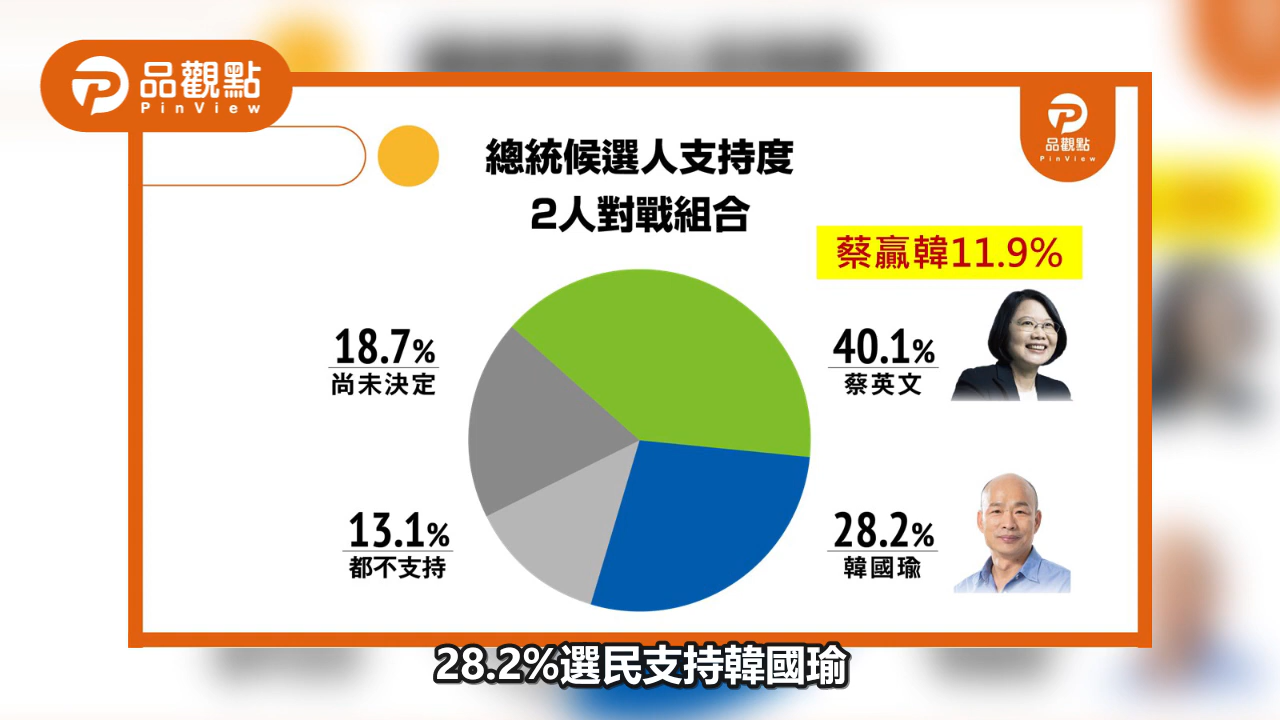 品觀點
PinView
品觀點
PinView
總統候選人支持度
2人對戰組合
蔡贏韓11.9%
18.7%
尚未決定
40.1%
蔡英文
13.1%
都不支持
28.2%
韓國瑜
28.2%選民支持韓國瑜